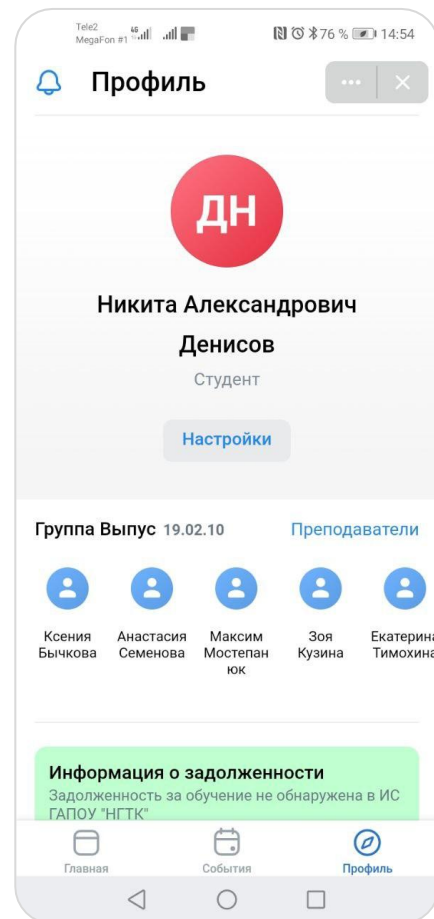 Tele2
MegaFon #1 4G 76 % 14:54
Профиль
ДН
Никита Александрович
Денисов
Студент
Настройки
Группа Выпус 19.02.10 Преподаватели
Ксения Анастасия Максим Зоя Екатерина
Бычкова Семенова Мостепан Кузина Тимохина
юк
Информация о задолженности
Задолженность за обучение не обнаружена в ИС
ГАПОУ "НГТК"
Главная События Профиль